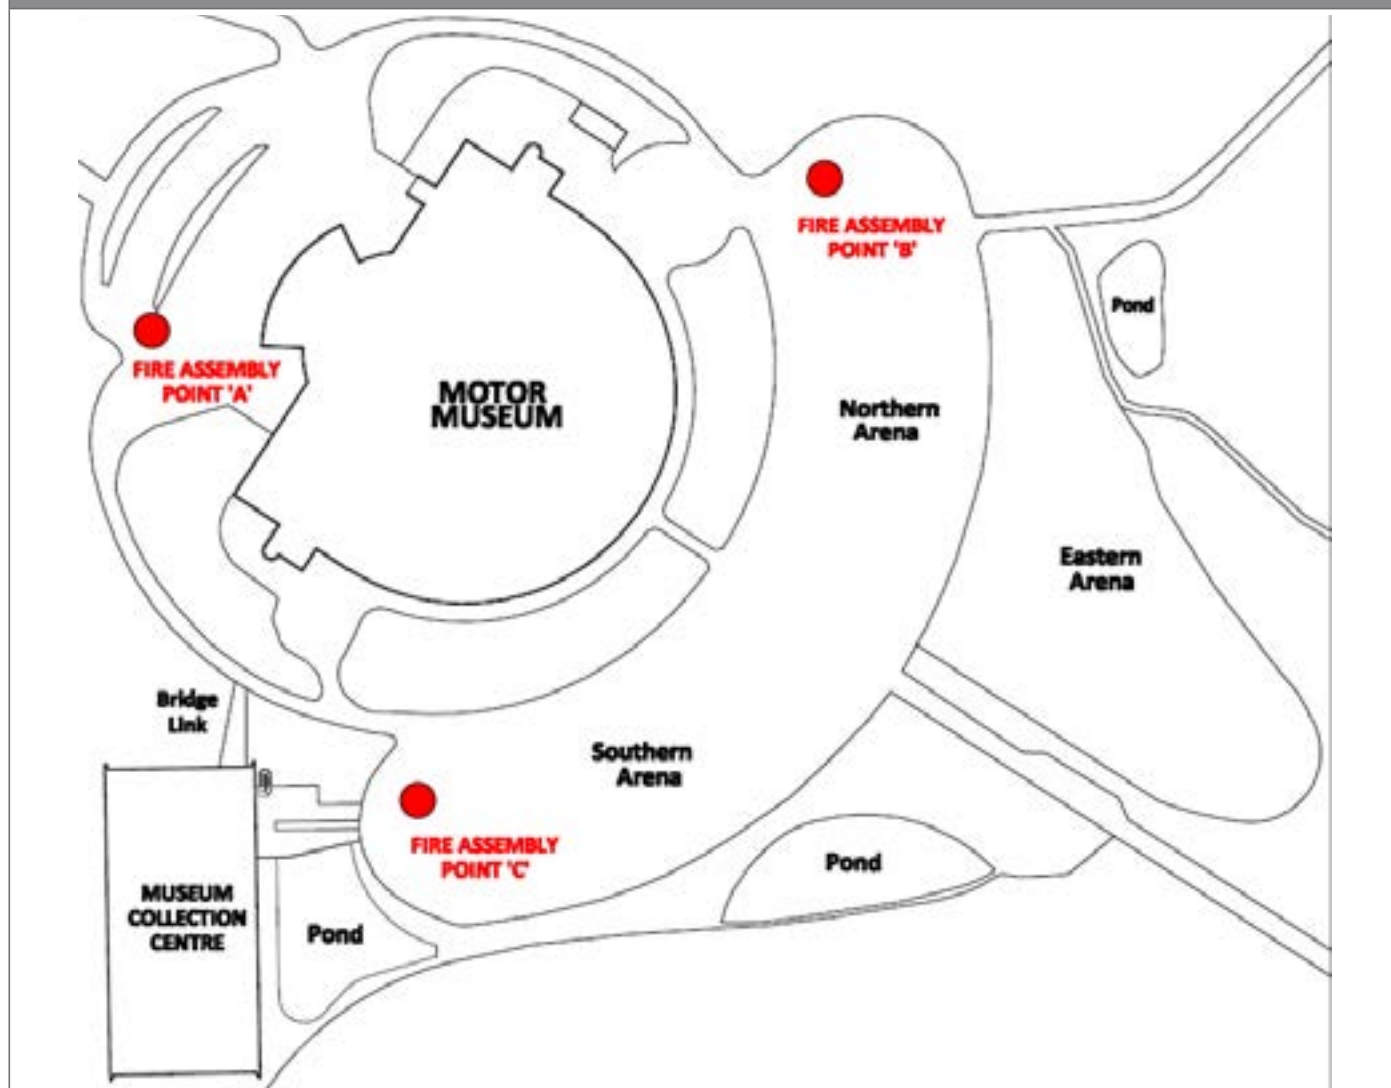 FIRE ASSEMBLY
POINT 'B'
Pond
FIRE ASSEMBLY
POINT 'A'
MOTOR
MUSEUM
Northern
Arena
Eastern
Arena
Bridge
Link
Southern
Arena
FIRE ASSEMBLY
POINT 'C'
Pond
MUSEUM
COLLECTION
CENTRE
Pond